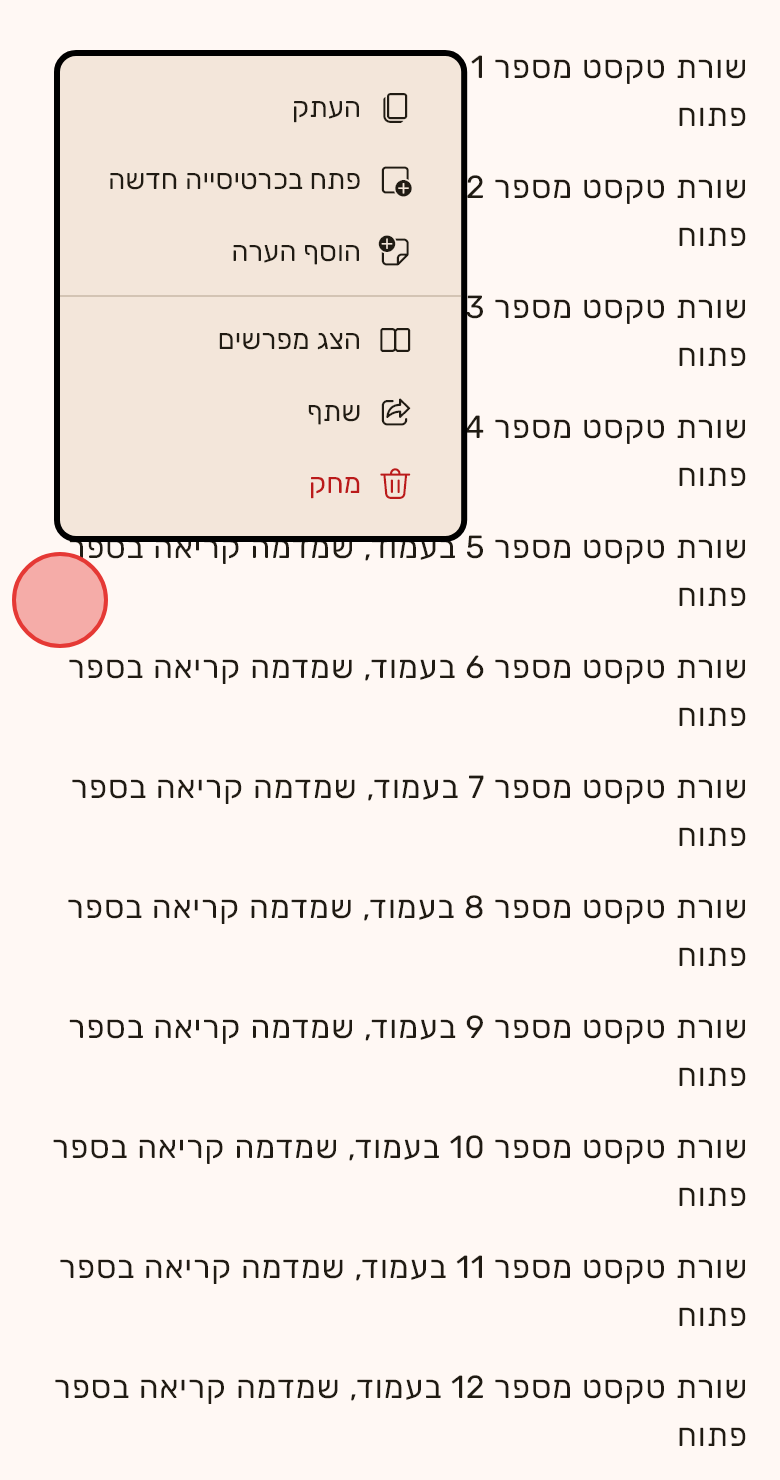 העתק
פתח בכרטיסייה חדשה
הוסף הערה
הצג מפרשים
שתף
מחק
שורת טקסט מספר 1
פתוח
שורת טקסט מספר 2
פתוח
שורת טקסט מספר 3
פתוח
שורת טקסט מספר 4
פתוח
שורת טקסט מספר 5 בעמוד, שמדמה קריאה בספר
פתוח
שורת טקסט מספר 6 בעמוד, שמדמה קריאה בספר
פתוח
שורת טקסט מספר 7 בעמוד, שמדמה קריאה בספר
פתוח
שורת טקסט מספר 8 בעמוד, שמדמה קריאה בספר
פתוח
שורת טקסט מספר 9 בעמוד, שמדמה קריאה בספר
פתוח
שורת טקסט מספר 10 בעמוד, שמדמה קריאה בספר
פתוח
שורת טקסט מספר 11 בעמוד, שמדמה קריאה בספר
פתוח
שורת טקסט מספר 12 בעמוד, שמדמה קריאה בספר
פתוח